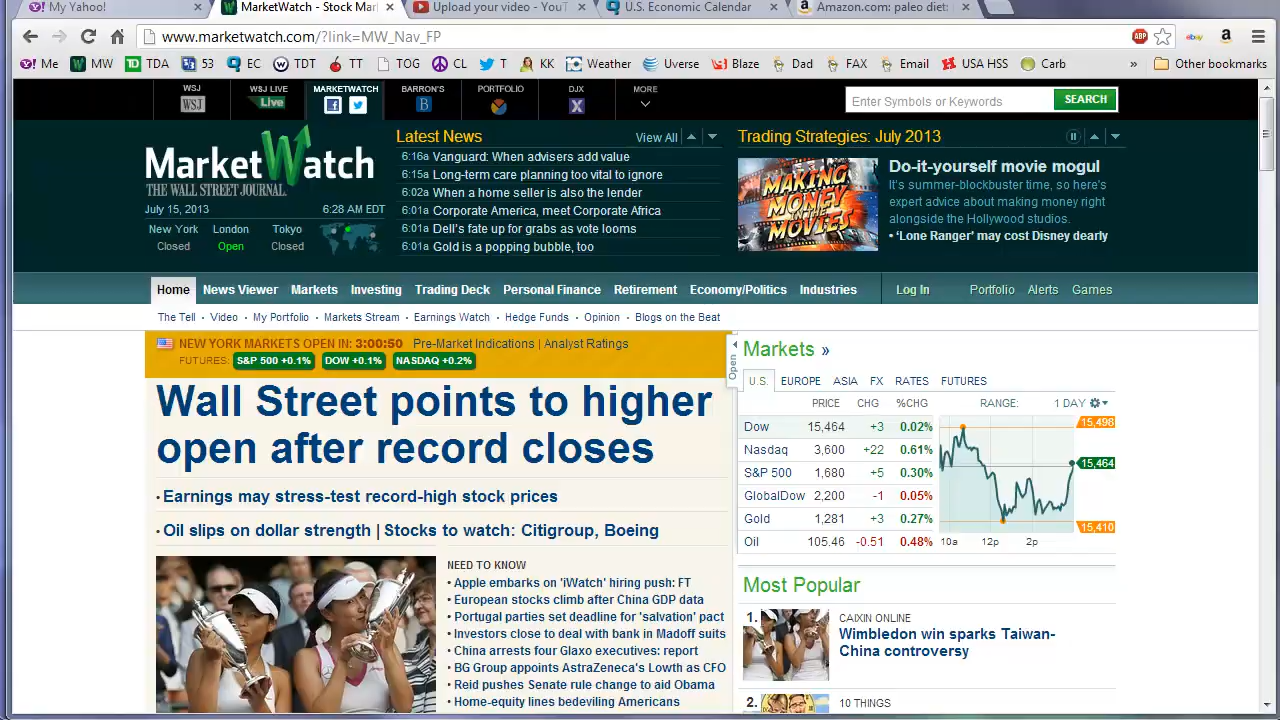 My Yahoo!
MarketWatch - Stock Mar
Upload your video - YouT
U.S. Economic Calendar
Amazon.com: paleo diet:
www.marketwatch.com/?link=MW_Nav_FP
ABP
ebay
a
Y! Me
MW
TD TDA
53
EC
TDT
TT
TOG
CL
T
KK
Weather
Uverse
Blaze
Dad
FAX
Email
USA HSS
Carb
»
Other bookmarks
WSJ
WSJ LIVE
MARKETWATCH
BARRON'S
PORTFOLIO
DJX
MORE
WSJ
Live
B
X
Enter Symbols or Keywords
SEARCH
MarketWatch
THE WALL STREET JOURNAL.
July 15, 2013
6:28 AM EDT
New York
London
Tokyo
Closed
Open
Closed
Latest News
View All
6:16a Vanguard: When advisers add value
6:15a Long-term care planning too vital to ignore
6:02a When a home seller is also the lender
6:01a Corporate America, meet Corporate Africa
6:01a Dell's fate up for grabs as vote looms
6:01a Gold is a popping bubble, too
Trading Strategies: July 2013
MAKING
MONEY
IN THE
MOVIES
Do-it-yourself movie mogul
It's summer-blockbuster time, so here's
expert advice about making money right
alongside the Hollywood studios.
• 'Lone Ranger' may cost Disney dearly
Home
News Viewer
Markets
Investing
Trading Deck
Personal Finance
Retirement
Economy/Politics
Industries
Log In
Portfolio
Alerts
Games
The Tell · Video · My Portfolio · Markets Stream · Earnings Watch · Hedge Funds · Opinion · Blogs on the Beat
NEW YORK MARKETS OPEN IN: 3:00:50 Pre-Market Indications | Analyst Ratings
FUTURES: S&P 500 +0.1% DOW +0.1% NASDAQ +0.2%
Open
Wall Street points to higher
open after record closes
· Earnings may stress-test record-high stock prices
· Oil slips on dollar strength | Stocks to watch: Citigroup, Boeing
NEED TO KNOW
• Apple embarks on 'iWatch' hiring push: FT
• European stocks climb after China GDP data
• Portugal parties set deadline for 'salvation' pact
• Investors close to deal with bank in Madoff suits
• China arrests four Glaxo executives: report
• BG Group appoints AstraZeneca's Lowth as CFO
• Reid pushes Senate rule change to aid Obama
• Home-equity lines bedeviling Americans
Markets »
U.S. EUROPE ASIA FX RATES FUTURES
PRICE CHG %CHG RANGE: 1 DAY
Dow 15,464 +3 0.02%
Nasdaq 3,600 +22 0.61%
S&P 500 1,680 +5 0.30%
GlobalDow 2,200 -1 0.05%
Gold 1,281 +3 0.27%
Oil 105.46 -0.51 0.48%
15,498
15,464
15,410
10a 12p 2p
Most Popular
1.
CAIXIN ONLINE
Wimbledon win sparks Taiwan-
China controversy
2.
10 THINGS